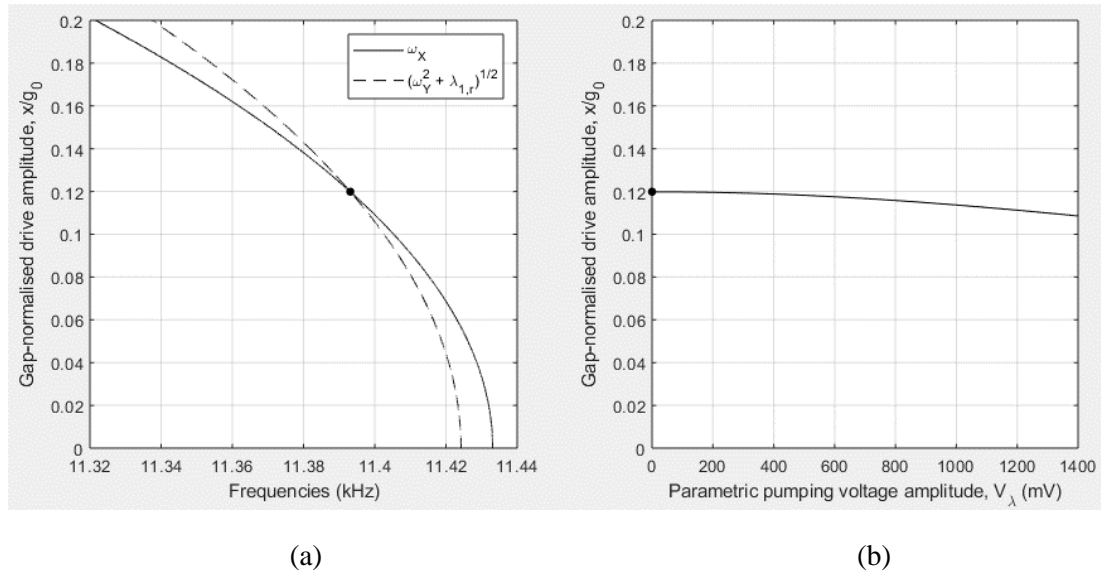 Gap-normalised drive amplitude, x/g0
0.2
0.18
0.16
0.14
0.12
0.1
0.08
0.06
0.04
0.02
0
11.32 11.34 11.36 11.38 11.4 11.42 11.44
Frequencies (kHz)
ωX
(ωY2 + λ1,r)1/2
(a)
Gap-normalised drive amplitude, x/g0
0.2
0.18
0.16
0.14
0.12
0.1
0.08
0.06
0.04
0.02
0
0 200 400 600 800 1000 1200 1400
Parametric pumping voltage amplitude, Vλ (mV)
(b)